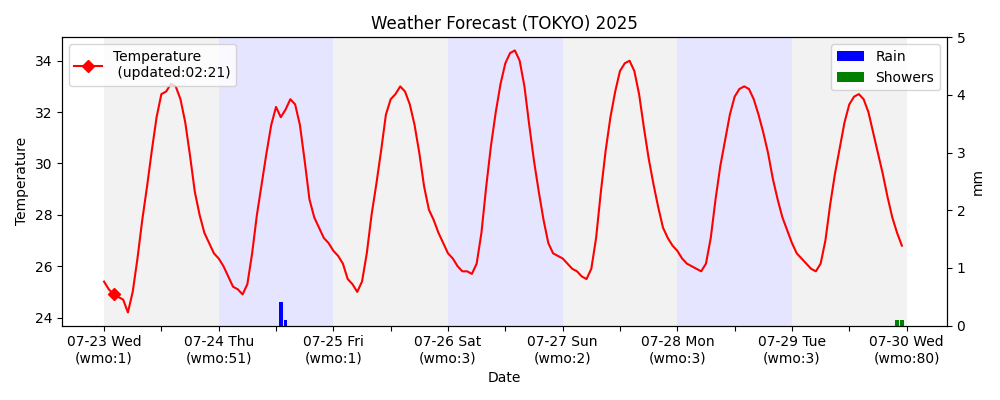 Weather Forecast (TOKYO) 2025
Temperature
(updated:02:21)
Rain
Showers
34
32
30
28
26
24
Temperature
5
4
3
2
1
0
mm
07-23 Wed 07-24 Thu 07-25 Fri 07-26 Sat 07-27 Sun 07-28 Mon 07-29 Tue 07-30 Wed
(wmo:1) (wmo:51) (wmo:1) (wmo:3) (wmo:2) (wmo:3) (wmo:3) (wmo:80)
Date